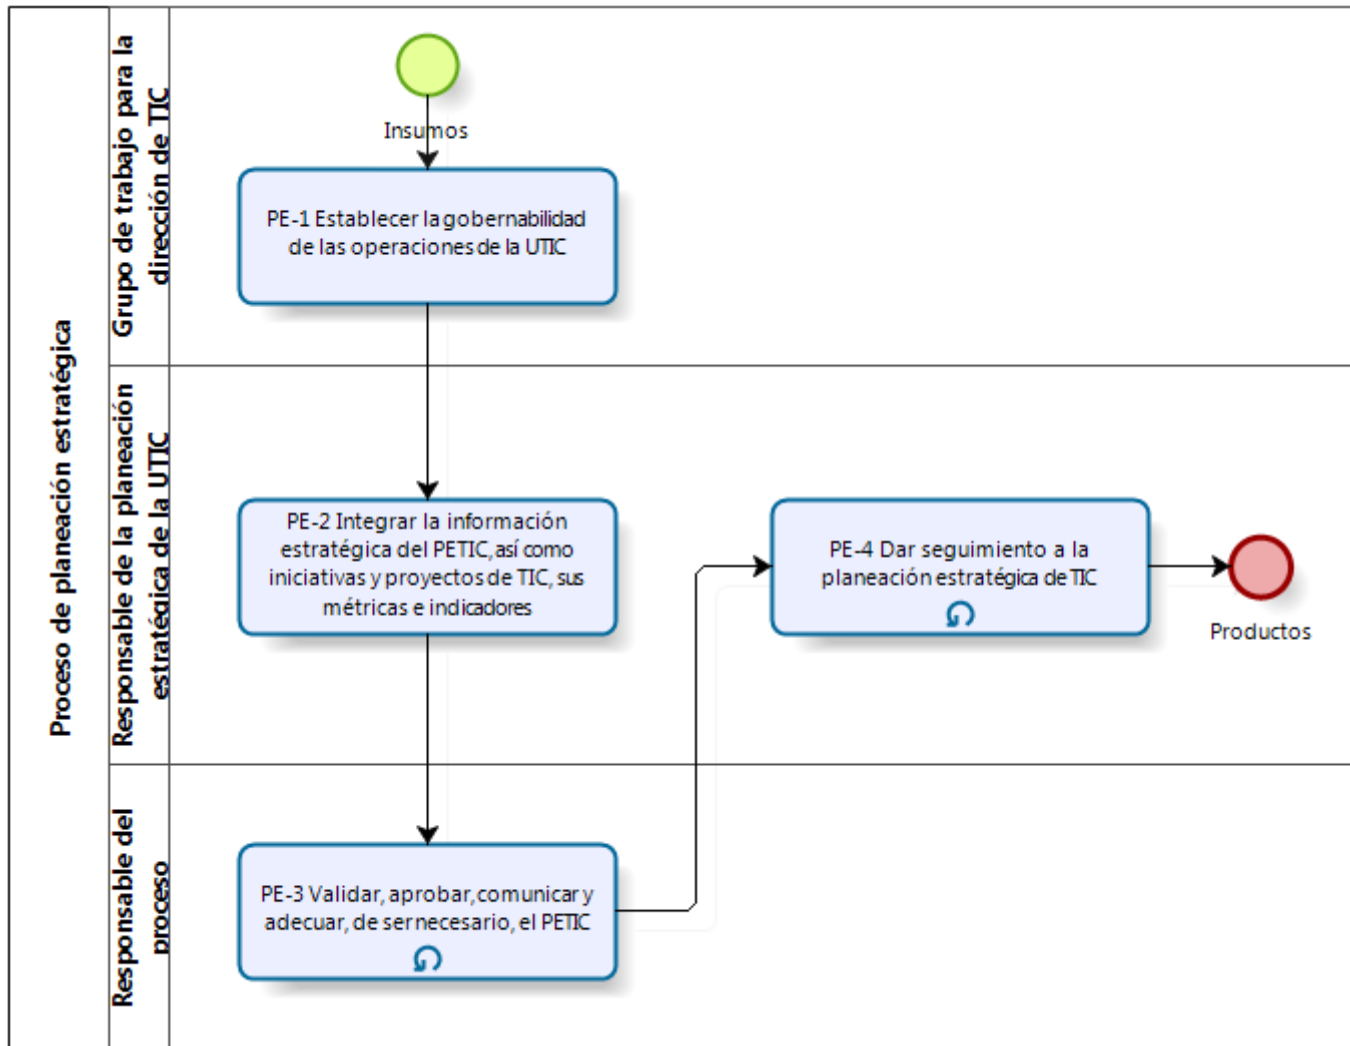 Proceso de planeación estratégica
Grupo de trabajo para la
dirección de TIC
Insumos
PE-1 Establecer la gobernabilidad
de las operaciones de la UTIC
Responsable de la planeación
estratégica de la UTIC
PE-2 Integrar la información
estratégica del PETIC, así como
iniciativas y proyectos de TIC, sus
métricas e indicadores
PE-4 Dar seguimiento a la
planeación estratégica de TIC
Productos
Responsable del
proceso
PE-3 Validar, aprobar, comunicar y
adecuar, de ser necesario, el PETIC